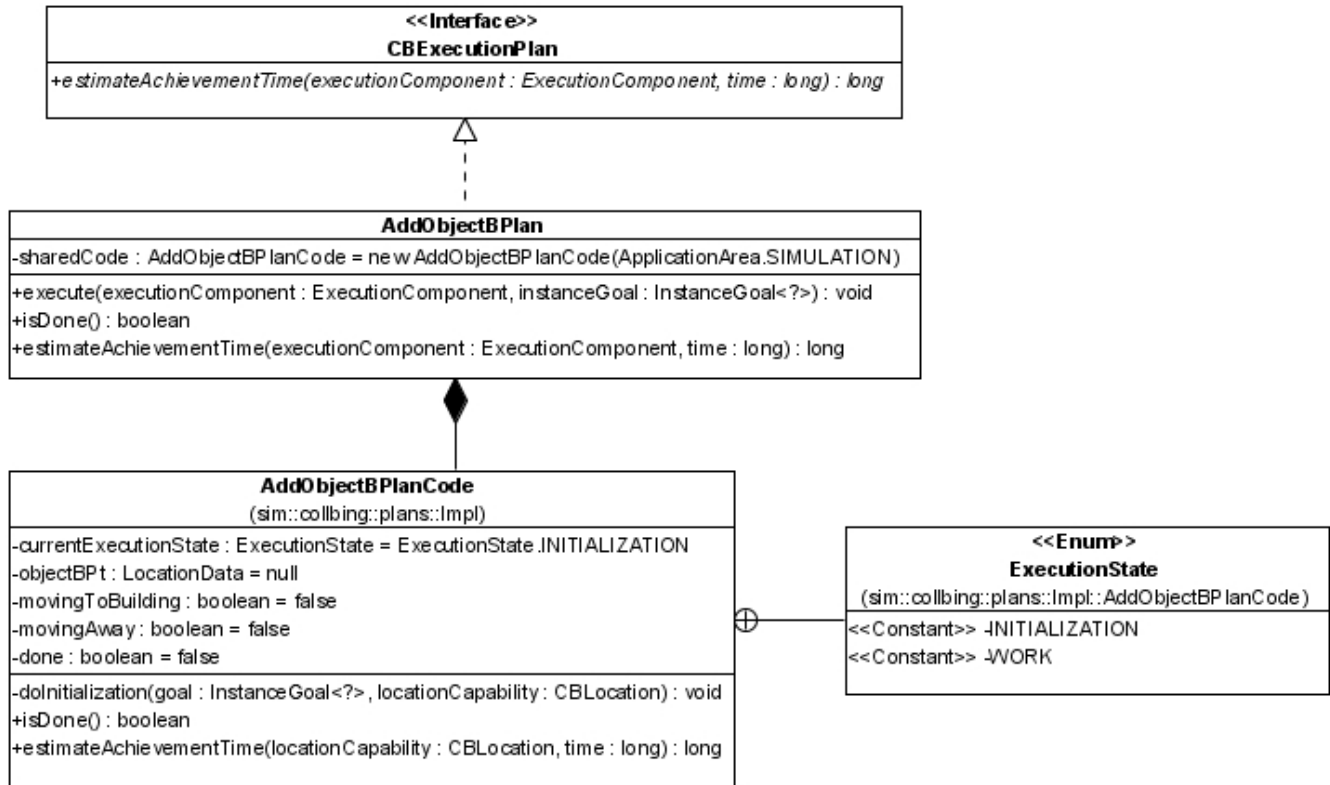 <<Interface>>
CBExecutionPlan
+estimateAchievementTime(executionComponent : ExecutionComponent, time : long) : long
AddObjectBPlan
-sharedCode : AddObjectBPlanCode = new AddObjectBPlanCode(ApplicationArea.SIMULATION)
+execute(executionComponent : ExecutionComponent, instanceGoal : InstanceGoal<?>) : void
+isDone() : boolean
+estimateAchievementTime(executionComponent : ExecutionComponent, time : long) : long
AddObjectBPlanCode
(sim::collbing::plans::Impl)
-currentExecutionState : ExecutionState = ExecutionState.INITIALIZATION
-objectBPt : LocationData = null
-movingToBuilding : boolean = false
-movingAway : boolean = false
-done : boolean = false
-doInitialization(goal : InstanceGoal<?>, locationCapability : CBLocation) : void
+isDone() : boolean
+estimateAchievementTime(locationCapability : CBLocation, time : long) : long
<<Enum>>
ExecutionState
(sim::collbing::plans::Impl::AddObjectBPlanCode)
<<Constant>> -INITIALIZATION
<<Constant>> -WORK